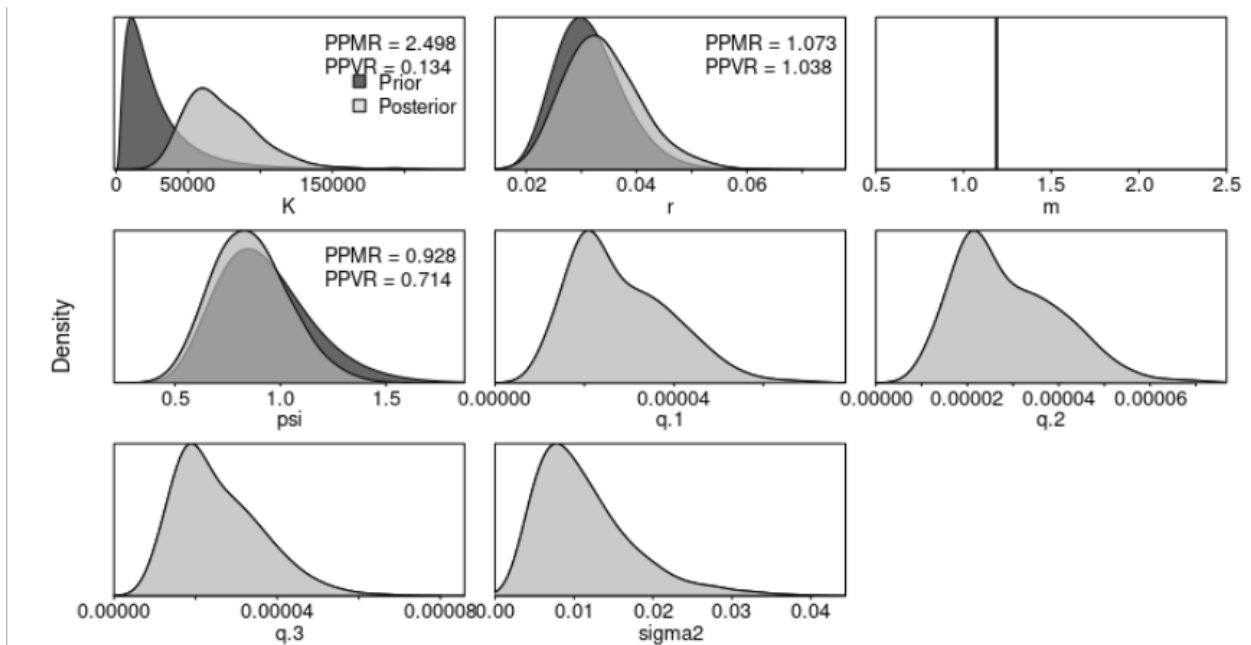 PPMR = 2.498
PPVR = 0.134
Prior
Posterior
0 50000 150000
K
PPMR = 1.073
PPVR = 1.038
0.02 0.04 0.06
r
0.5 1.0 1.5 2.0 2.5
m
Density
PPMR = 0.928
PPVR = 0.714
0.5 1.0 1.5
psi
0.00000 0.00004
q.1
0.00000 0.00002 0.00004 0.00006
q.2
0.00000 0.00004 0.00008
q.3
0.00 0.01 0.02 0.03 0.04
sigma2